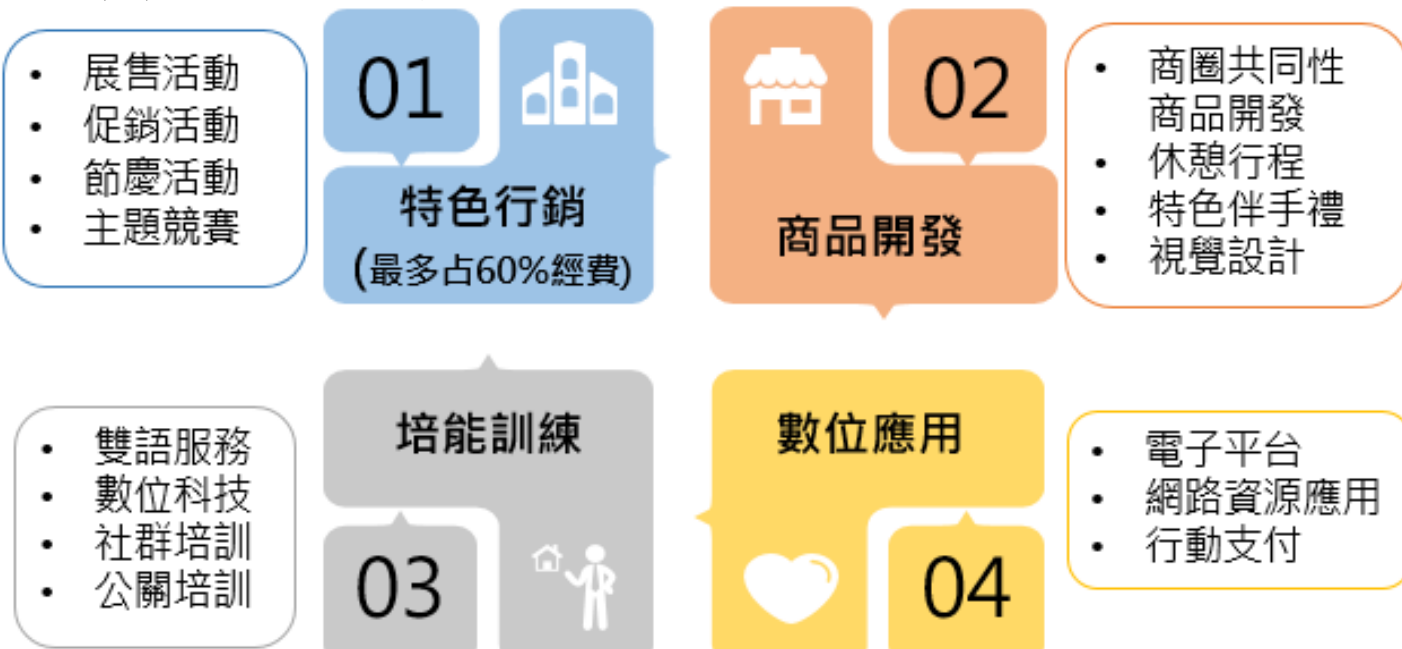 • 展售活動
• 促銷活動
• 節慶活動
• 主題競賽
01
特色行銷
(最多占60%經費)
02
商品開發
• 商圈共同性
商品開發
• 休憩行程
• 特色伴手禮
• 視覺設計
• 雙語服務
• 數位科技
• 社群培訓
• 公關培訓
培能訓練
03
數位應用
04
• 電子平台
• 網路資源應用
• 行動支付